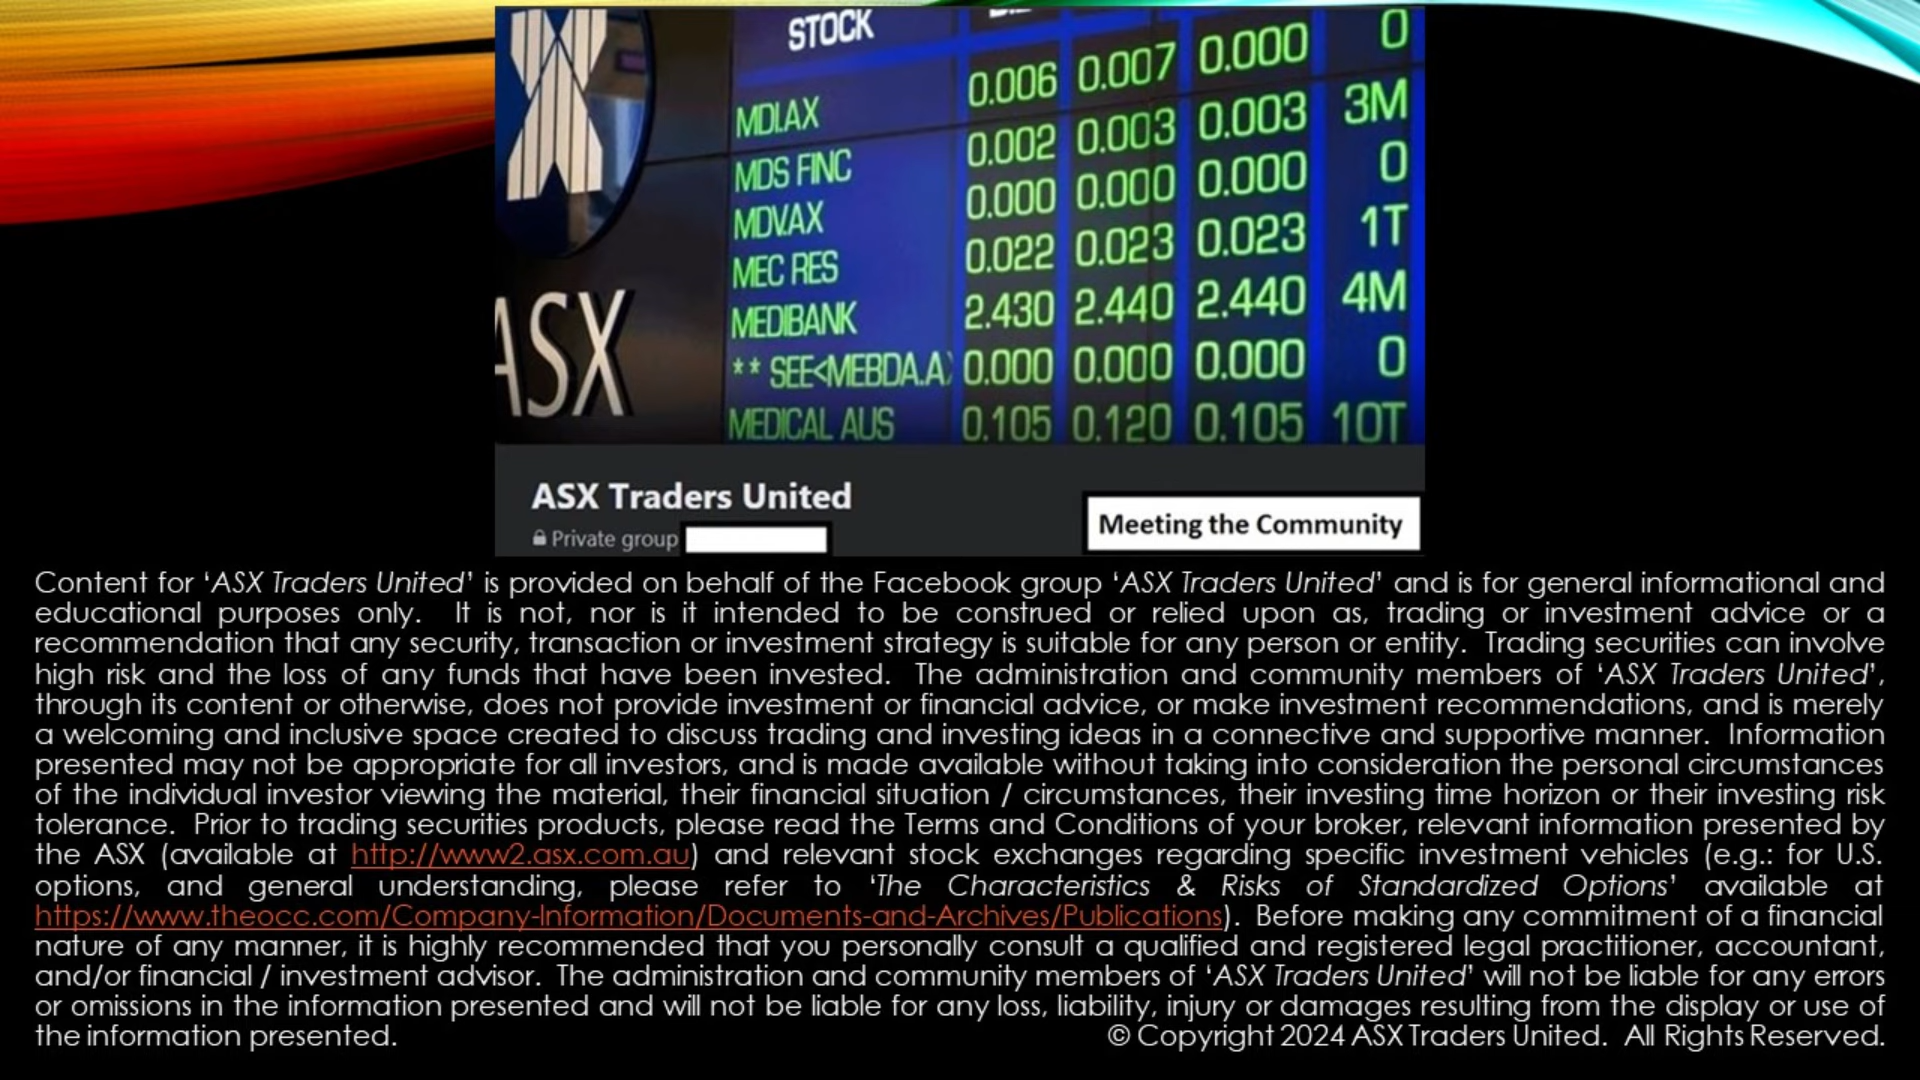 STOCK
MDI.AX 0.006 0.007 0.000 0
MDS FINC 0.002 0.003 0.003 3M
MDV.AX 0.000 0.000 0.000 0
MEC RES 0.022 0.023 0.023 1T
MEDIBANK 2.430 2.440 2.440 4M
** SEE<MEBDA.A 0.000 0.000 0.000 0
MEDICAL AUS 0.105 0.120 0.105 10T
ASX
ASX Traders United
Private group
Meeting the Community
Content for ‘ASX Traders United’ is provided on behalf of the Facebook group ‘ASX Traders United’ and is for general informational and
educational purposes only. It is not, nor is it intended to be construed or relied upon as, trading or investment advice or a
recommendation that any security, transaction or investment strategy is suitable for any person or entity. Trading securities can involve
high risk and the loss of any funds that have been invested. The administration and community members of ‘ASX Traders United’,
through its content or otherwise, does not provide investment or financial advice, or make investment recommendations, and is merely
a welcoming and inclusive space created to discuss trading and investing ideas in a connective and supportive manner. Information
presented may not be appropriate for all investors, and is made available without taking into consideration the personal circumstances
of the individual investor viewing the material, their financial situation / circumstances, their investing time horizon or their investing risk
tolerance. Prior to trading securities products, please read the Terms and Conditions of your broker, relevant information presented by
the ASX (available at http://www2.asx.com.au) and relevant stock exchanges regarding specific investment vehicles (e.g.: for U.S.
options, and general understanding, please refer to ‘The Characteristics & Risks of Standardized Options’ available at
https://www.theocc.com/Company-Information/Documents-and-Archives/Publications). Before making any commitment of a financial
nature of any manner, it is highly recommended that you personally consult a qualified and registered legal practitioner, accountant,
and/or financial / investment advisor. The administration and community members of ‘ASX Traders United’ will not be liable for any errors
or omissions in the information presented and will not be liable for any loss, liability, injury or damages resulting from the display or use of
the information presented. © Copyright 2024 ASX Traders United. All Rights Reserved.